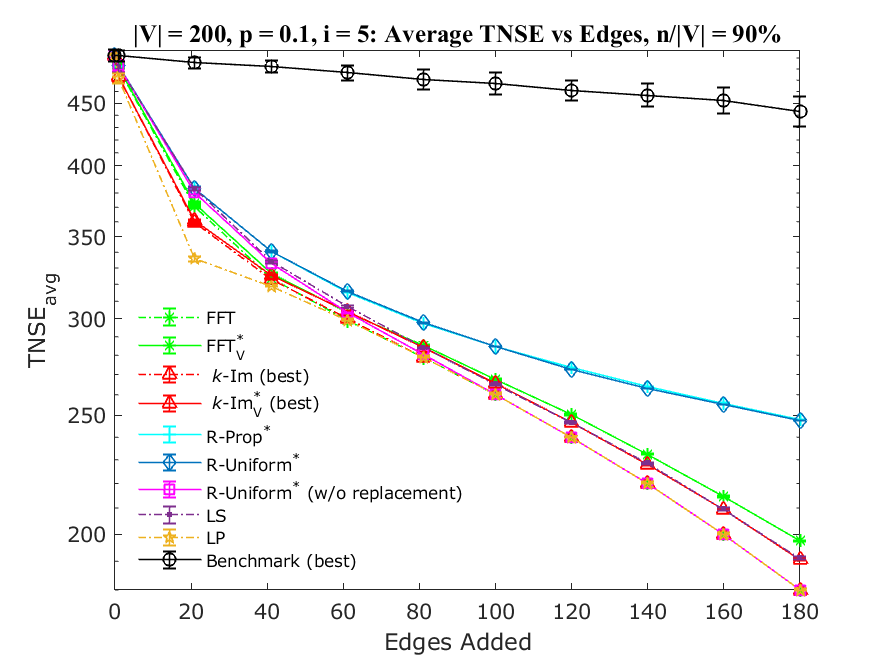 |V| = 200, p = 0.1, i = 5: Average TNSE vs Edges, n/|V| = 90%
TNSE_avg
450
400
350
300
250
200
FFT
FFT*_V
k-Im (best)
k-Im*_V (best)
R-Prop*
R-Uniform*
R-Uniform* (w/o replacement)
LS
LP
Benchmark (best)
0 20 40 60 80 100 120 140 160 180
Edges Added